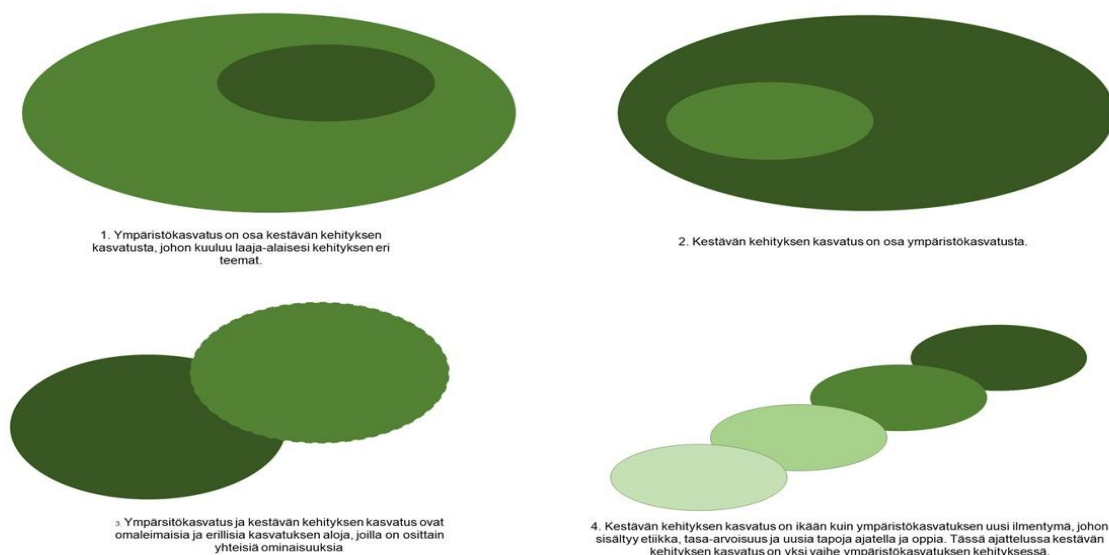 1. Ympäristökasvatus on osa kestävän kehityksen
kasvatusta, johon kuuluu laaja-alaisesi kehityksen eri
teemat.
2. Kestävän kehityksen kasvatus on osa ympäristökasvatusta.
3. Ympärsitökasvatus ja kestävän kehityksen kasvatus ovat
omaleimaisia ja erillisia kasvatuksen aloja, joilla on osittain
yhteisiä ominaisuuksia
4. Kestävän kehityksen kasvatus on ikään kuin ympäristökasvatuksen uusi ilmentymä, johon
sisältyy etiikka, tasa-arvoisuus ja uusia tapoja ajatella ja oppia. Tässä ajattelussa kestävän
kehityksen kasvatus on yksi vaihe ympäristökasvatuksen kehityksessä.